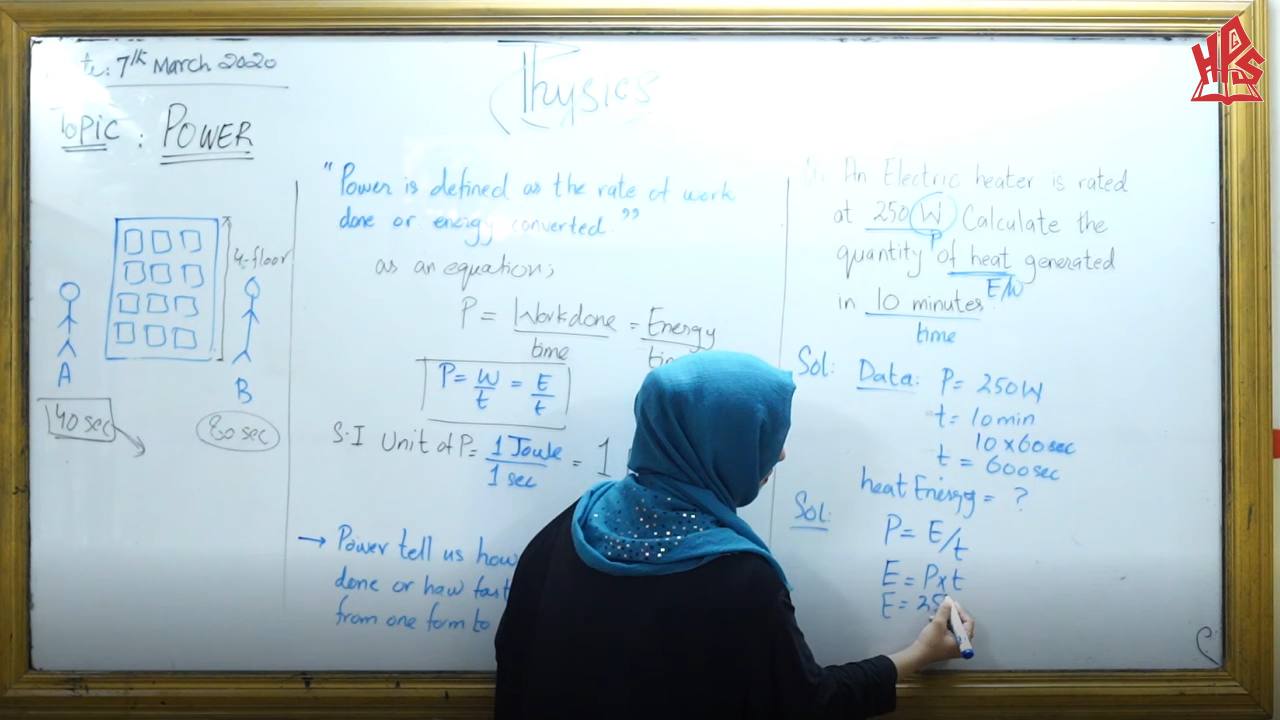 HPS
7th March 2020
Topic: POWER
4-floor
A
B
40 sec
80 sec
Physics
"Power is defined as the rate of work
done or energy converted."
as an equation;
P = Workdone = Energy
time
P = W = E
t t
S.I Unit of P = 1 Joule = 1
1 sec
→ Power tell us how
done or how fast
from one form to
An Electric heater is rated
at 250 W Calculate the
P
quantity of heat generated
E/W
in 10 minutes
time
Sol: Data: P = 250W
t = 10 min
10 x 60 sec
t = 600 sec
heat Energy = ?
Sol:
P = E/t
E = P x t
E = 25